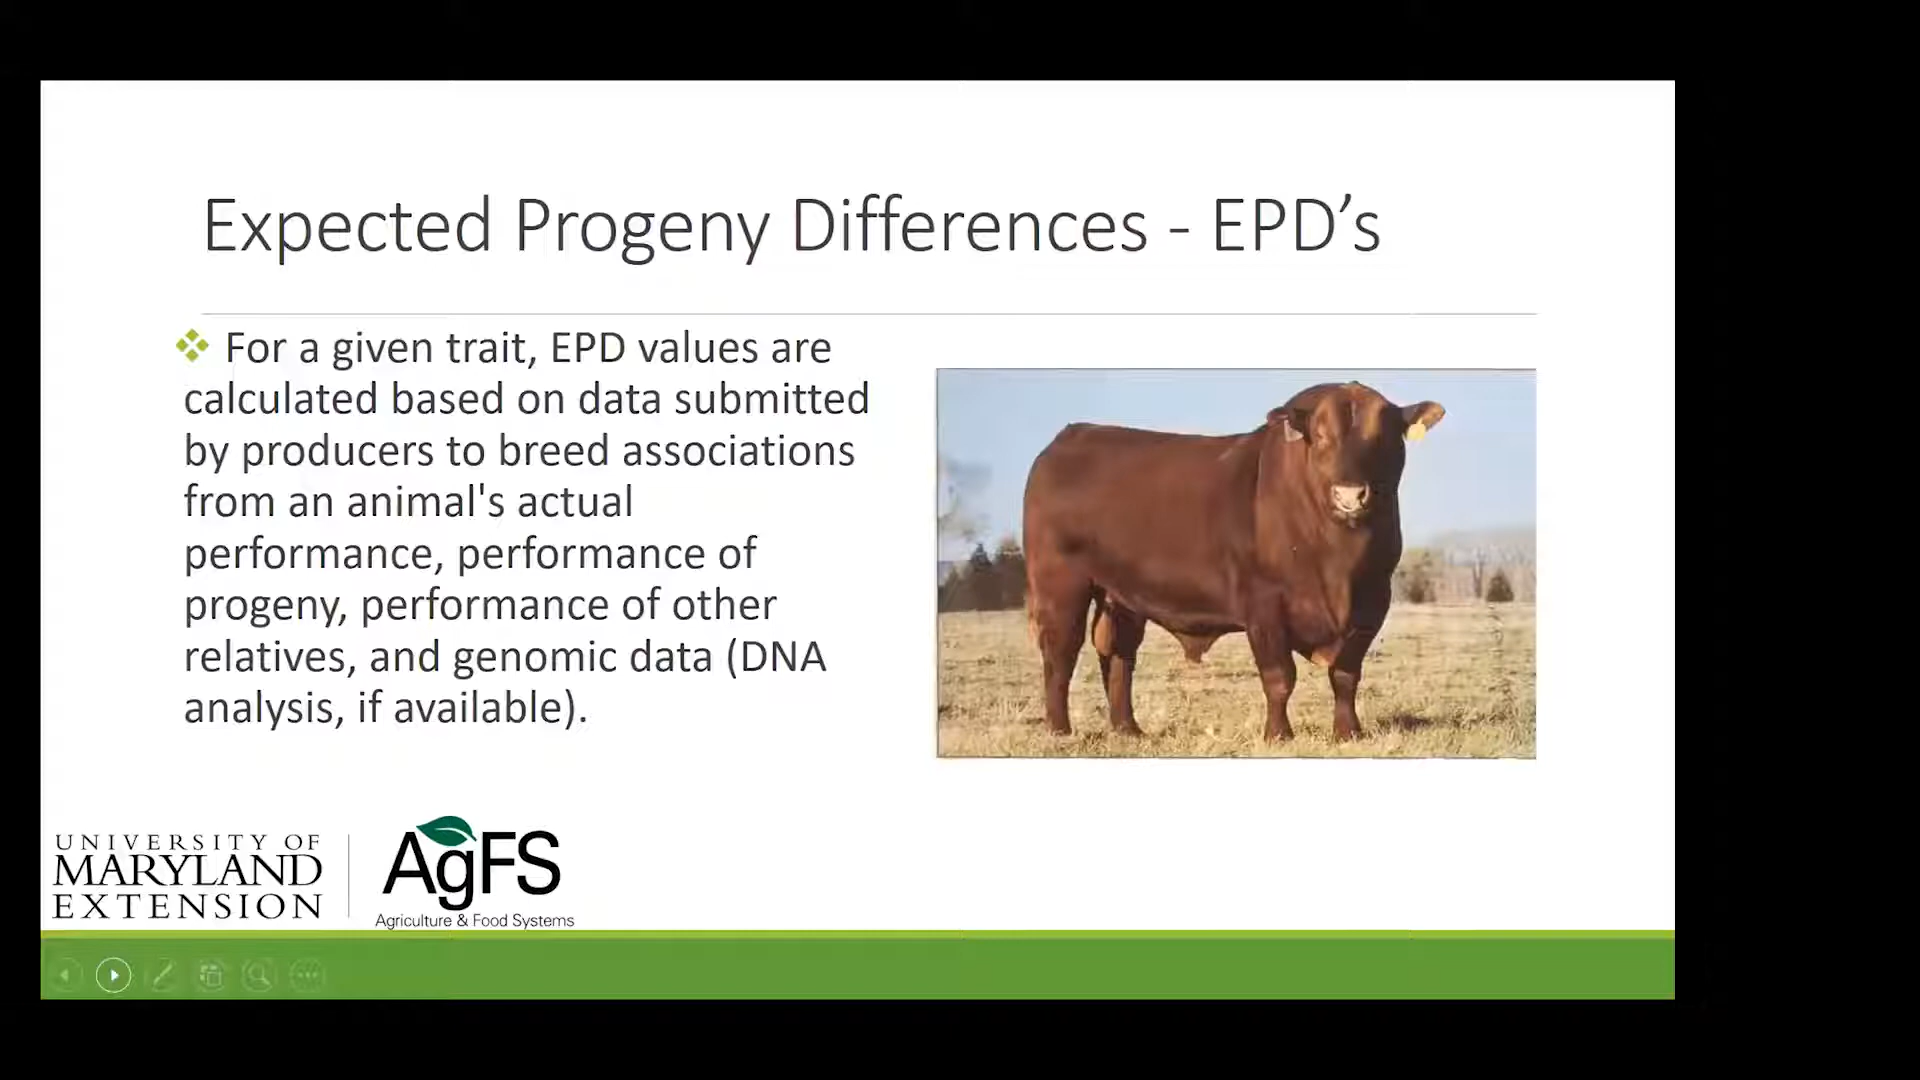 Expected Progeny Differences - EPD’s
For a given trait, EPD values are
calculated based on data submitted
by producers to breed associations
from an animal's actual
performance, performance of
progeny, performance of other
relatives, and genomic data (DNA
analysis, if available).
UNIVERSITY OF
MARYLAND
EXTENSION
AgFS
Agriculture & Food Systems